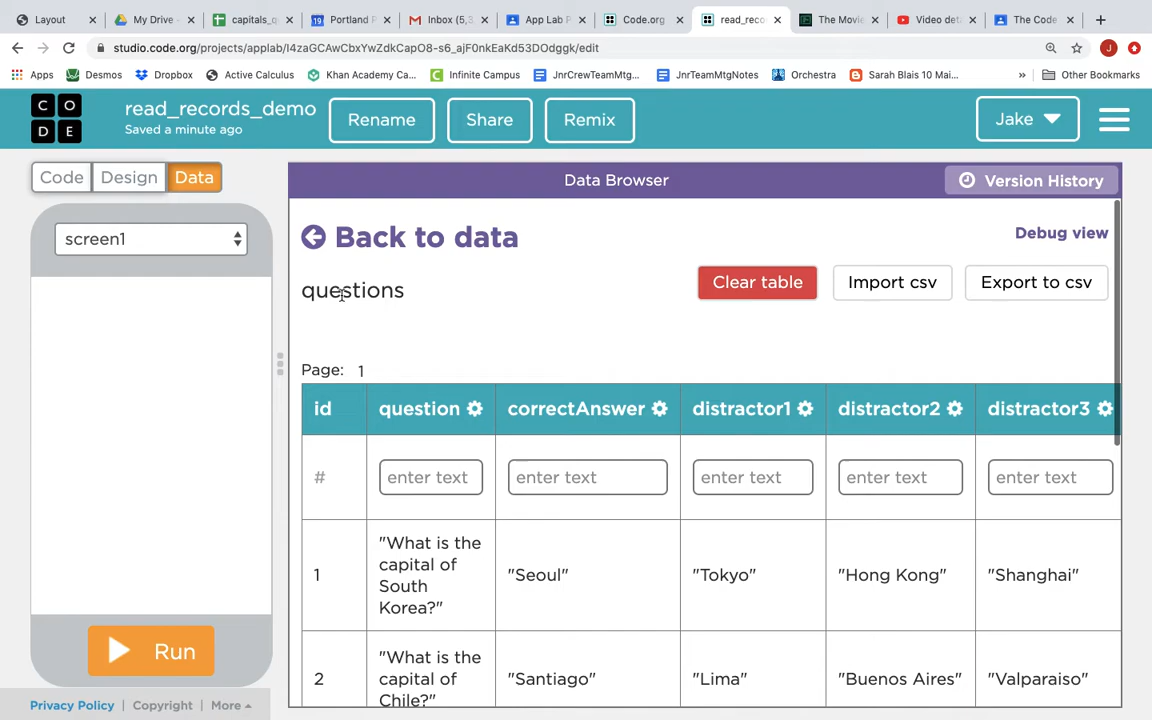 Layout
My Drive -
capitals_q
19
Portland P
Inbox (6,3
App Lab P
Code.org
read_reco
The Movie
Video det
The Code
studio.code.org/projects/applab/I4zaGCAwCbxYwZdkCapO8-s6_ajF0nkEaKd53DOdggk/edit
J
Apps
Desmos
Dropbox
Active Calculus
Khan Academy Ca...
Infinite Campus
JnrCrewTeamMtg...
JnrTeamMtgNotes
Orchestra
Sarah Blais 10 Mai...
»
Other Bookmarks
C O
D E
read_records_demo
Saved a minute ago
Rename
Share
Remix
Jake
Code
Design
Data
Data Browser
Version History
screen1
Back to data
Debug view
questions
Clear table
Import csv
Export to csv
Page: 1
id question correctAnswer distractor1 distractor2 distractor3
# enter text enter text enter text enter text enter text
"What is the
capital of
South
Korea?"
1 "Seoul" "Tokyo" "Hong Kong" "Shanghai"
"What is the
capital of
Chile?"
2 "Santiago" "Lima" "Buenos Aires" "Valparaiso"
Run
Privacy Policy | Copyright | More